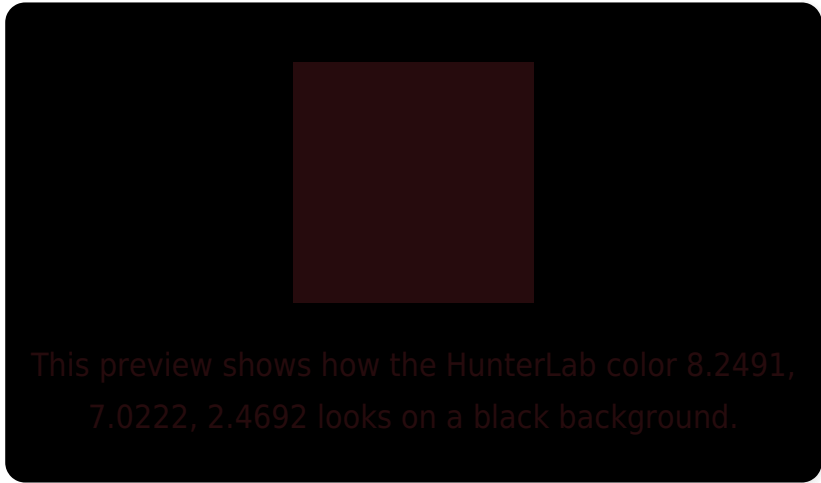 This preview shows how the HunterLab color 8.2491,
7.0222, 2.4692 looks on a black background.